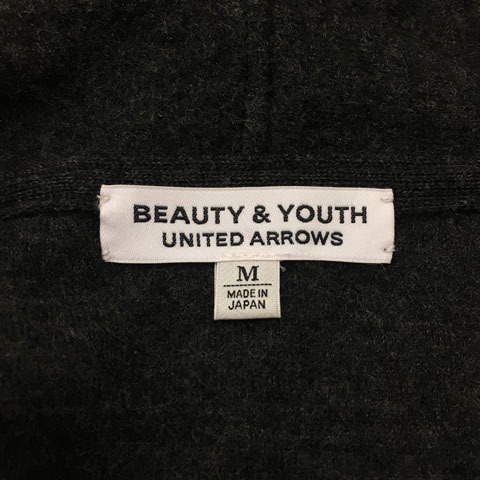 BEAUTY & YOUTH
UNITED ARROWS
M
MADE IN
JAPAN